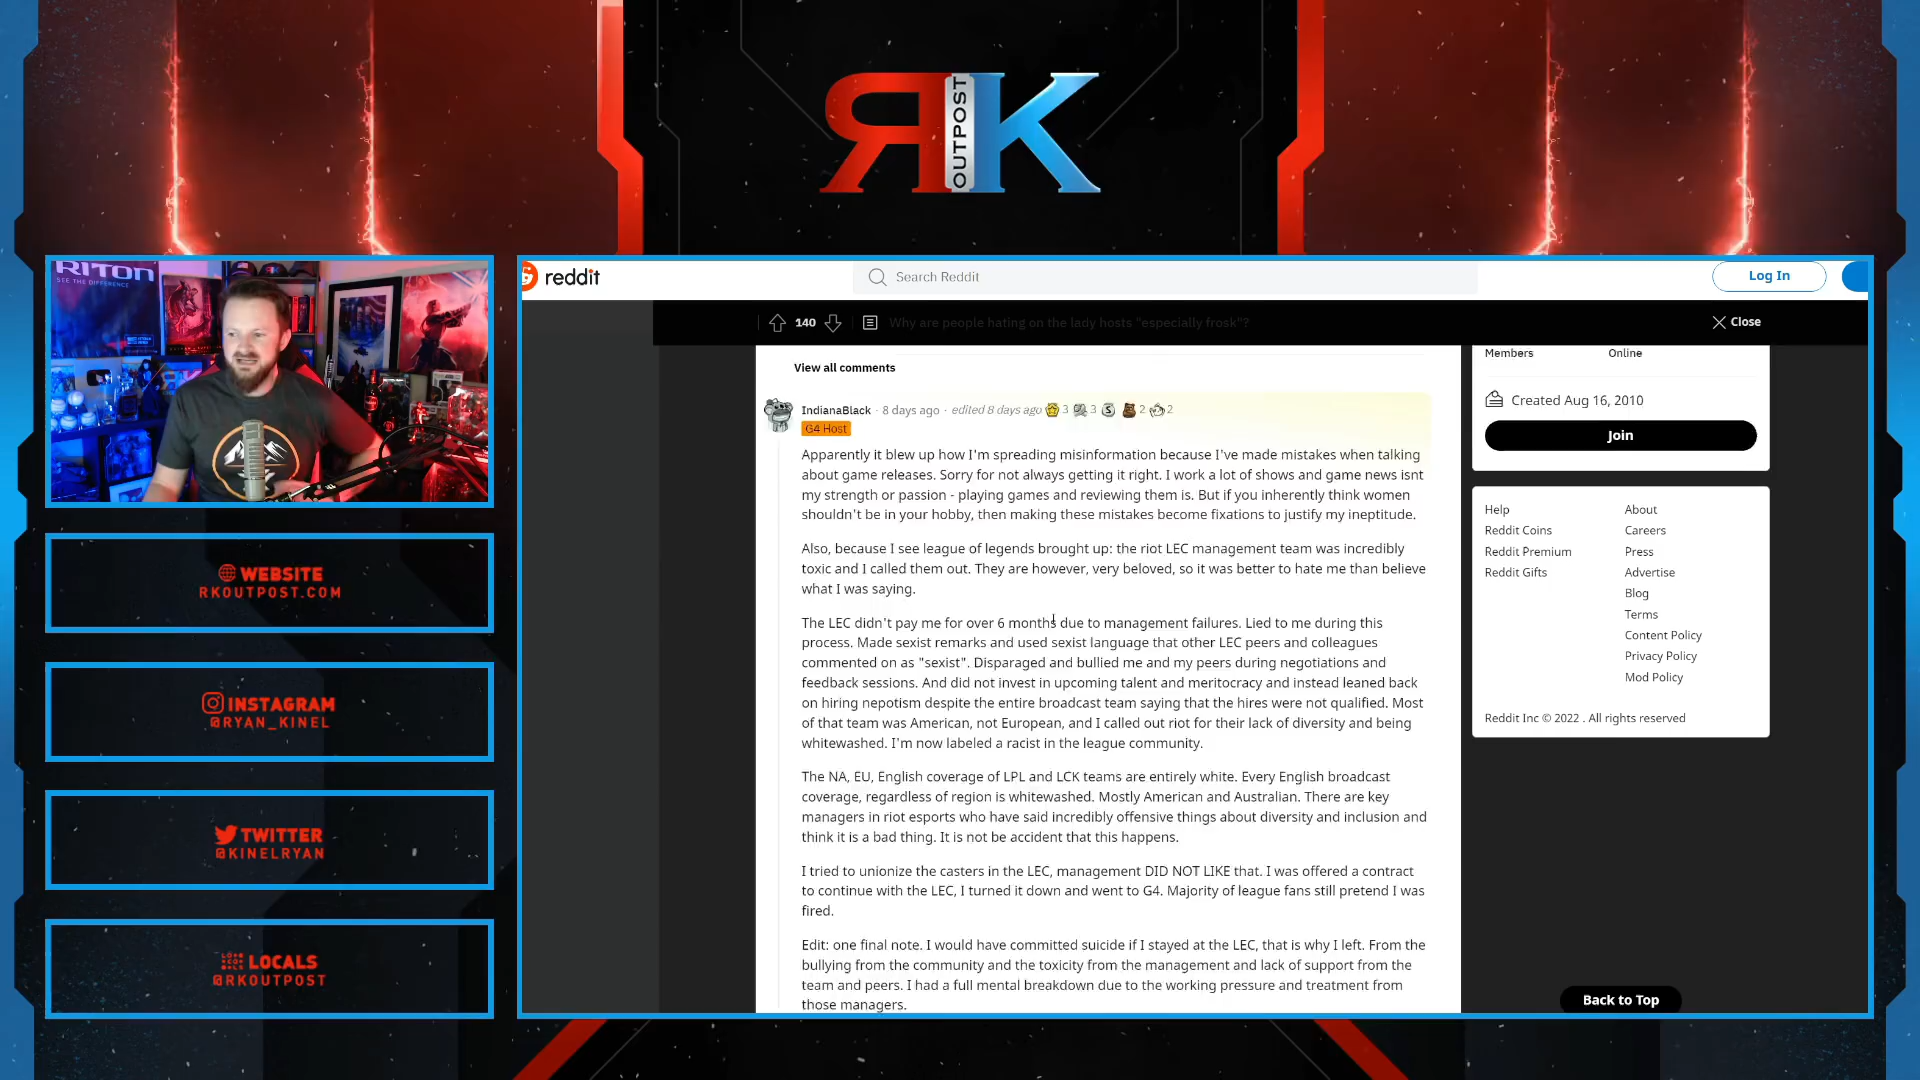 RK
OUTPOST
RITON
SEE THE DIFFERENCE
WEBSITE
RKOUTPOST.COM
INSTAGRAM
@RYAN_KINEL
TWITTER
@KINELRYAN
LOCALS
@RKOUTPOST
reddit
Search Reddit
Log In
140
Why are people hating on the lady hosts "especially frosk"?
Close
View all comments
IndianaBlack · 8 days ago · edited 8 days ago 3 3 S 2 2
G4 Host
Apparently it blew up how I'm spreading misinformation because I've made mistakes when talking
about game releases. Sorry for not always getting it right. I work a lot of shows and game news isnt
my strength or passion - playing games and reviewing them is. But if you inherently think women
shouldn't be in your hobby, then making these mistakes become fixations to justify my ineptitude.
Also, because I see league of legends brought up: the riot LEC management team was incredibly
toxic and I called them out. They are however, very beloved, so it was better to hate me than believe
what I was saying.
The LEC didn't pay me for over 6 months due to management failures. Lied to me during this
process. Made sexist remarks and used sexist language that other LEC peers and colleagues
commented on as "sexist". Disparaged and bullied me and my peers during negotiations and
feedback sessions. And did not invest in upcoming talent and meritocracy and instead leaned back
on hiring nepotism despite the entire broadcast team saying that the hires were not qualified. Most
of that team was American, not European, and I called out riot for their lack of diversity and being
whitewashed. I'm now labeled a racist in the league community.
The NA, EU, English coverage of LPL and LCK teams are entirely white. Every English broadcast
coverage, regardless of region is whitewashed. Mostly American and Australian. There are key
managers in riot esports who have said incredibly offensive things about diversity and inclusion and
think it is a bad thing. It is not be accident that this happens.
I tried to unionize the casters in the LEC, management DID NOT LIKE that. I was offered a contract
to continue with the LEC, I turned it down and went to G4. Majority of league fans still pretend I was
fired.
Edit: one final note. I would have committed suicide if I stayed at the LEC, that is why I left. From the
bullying from the community and the toxicity from the management and lack of support from the
team and peers. I had a full mental breakdown due to the working pressure and treatment from
those managers.
Members Online
Created Aug 16, 2010
Join
Help About
Reddit Coins Careers
Reddit Premium Press
Reddit Gifts Advertise
Blog
Terms
Content Policy
Privacy Policy
Mod Policy
Reddit Inc © 2022 . All rights reserved
Back to Top